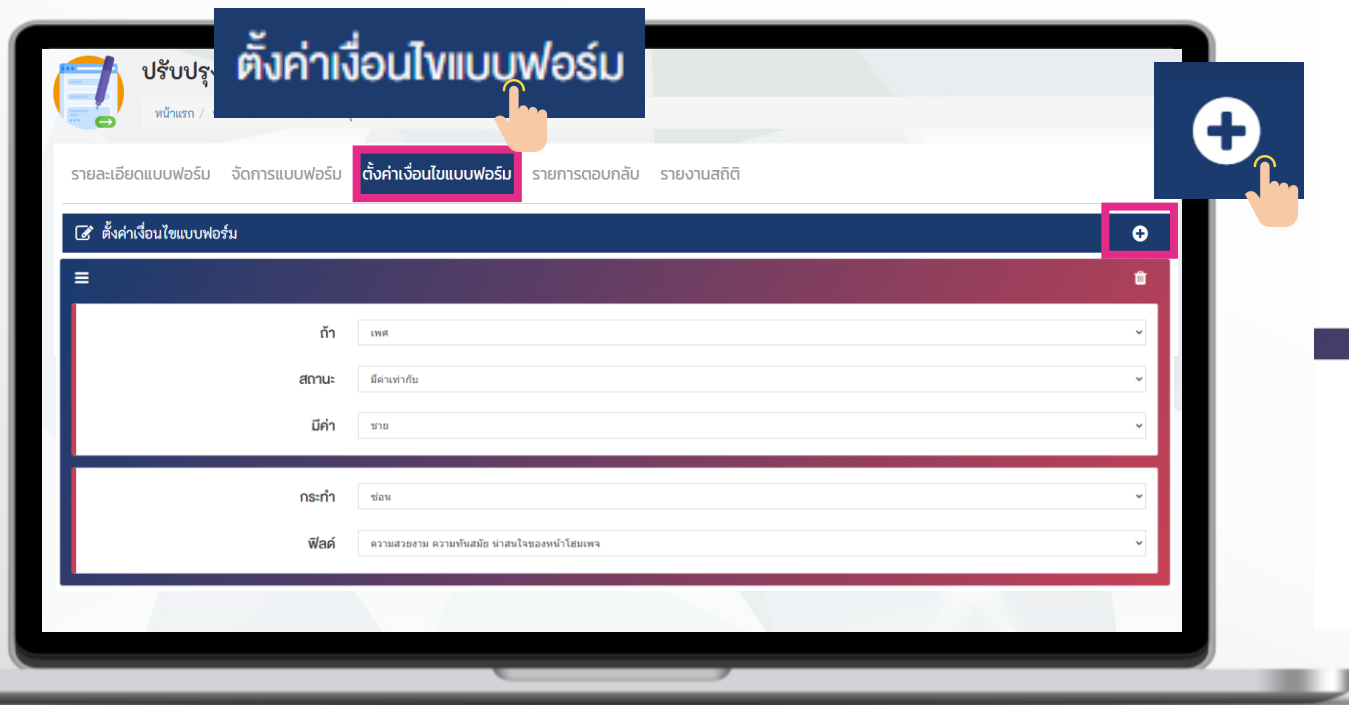 ตั้งค่าเงื่อนไขแบบฟอร์ม
ปรับปรุง
หน้าแรก /
รายละเอียดแบบฟอร์ม จัดการแบบฟอร์ม ตั้งค่าเงื่อนไขแบบฟอร์ม รายการตอบกลับ รายงานสถิติ
ตั้งค่าเงื่อนไขแบบฟอร์ม
ถ้า เพศ
สถานะ มีค่าเท่ากับ
มีค่า ชาย
กระทำ ซ่อน
ฟิลด์ ความสวยงาม ความทันสมัย น่าสนใจของหน้าโฮมเพจ